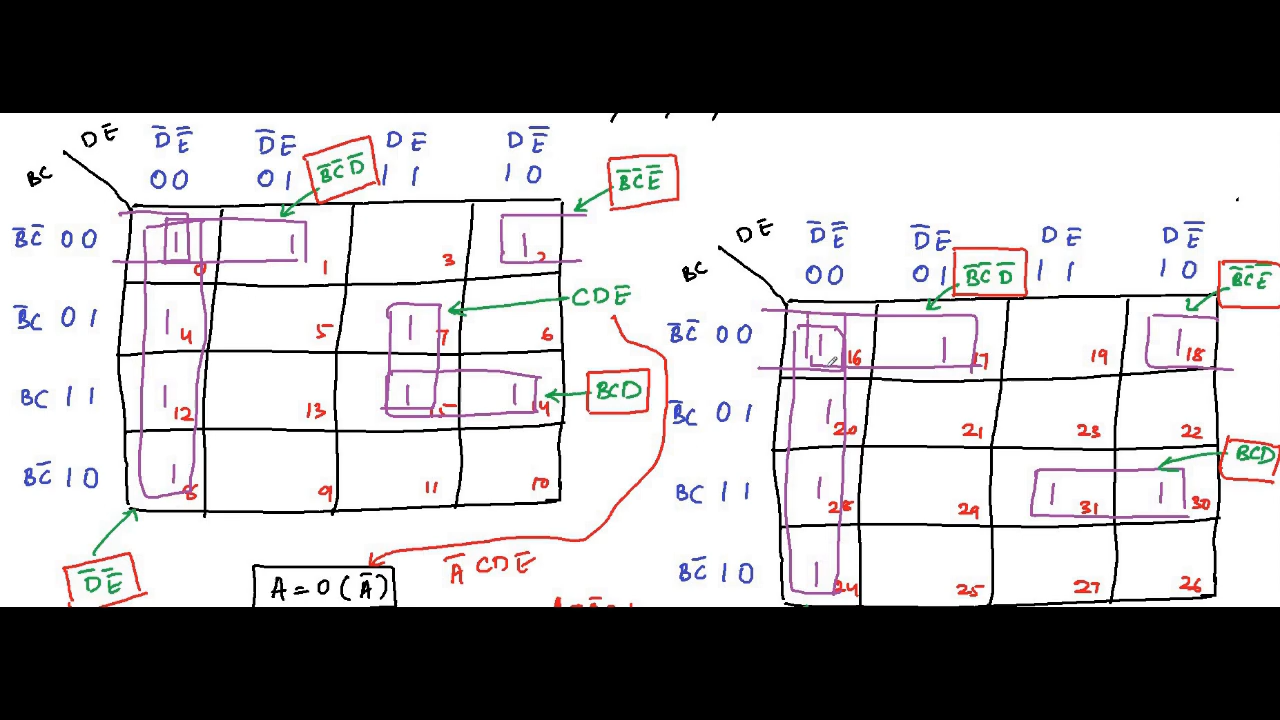 DE D̅E̅ D̅E DE DE̅
BC 00 01 11 10
B̅C̅D̅ B̅C̅E̅
B̅C̅ 00 1 0 1 1 3 1 2
B̅C 01 1 4 5 1 7 6 CDE
BC 11 1 12 13 1 15 1 14 BCD
BC̅ 10 1 8 9 11 10
D̅E̅
A=0(A̅)
A̅CDE
DE D̅E̅ D̅E DE DE̅
BC 00 01 11 10
B̅C̅D̅ B̅C̅E̅
B̅C̅ 00 1 16 1 17 19 1 18
B̅C 01 1 20 21 23 22
BC 11 1 28 29 1 31 1 30 BCD
BC̅ 10 1 24 25 27 26